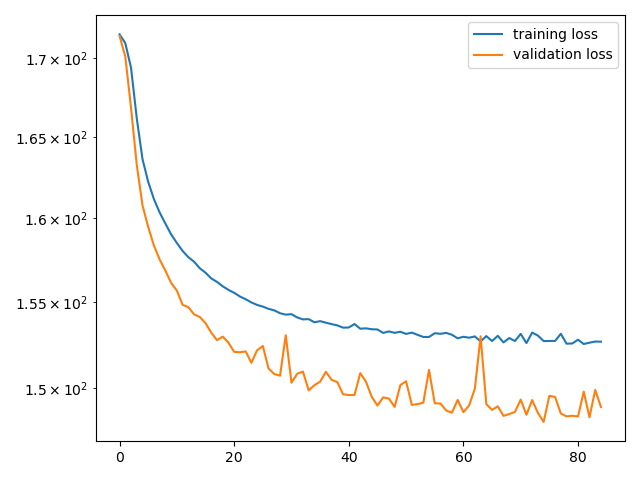 training loss
validation loss
1.7 × 10²
1.65 × 10²
1.6 × 10²
1.55 × 10²
1.5 × 10²
0 20 40 60 80